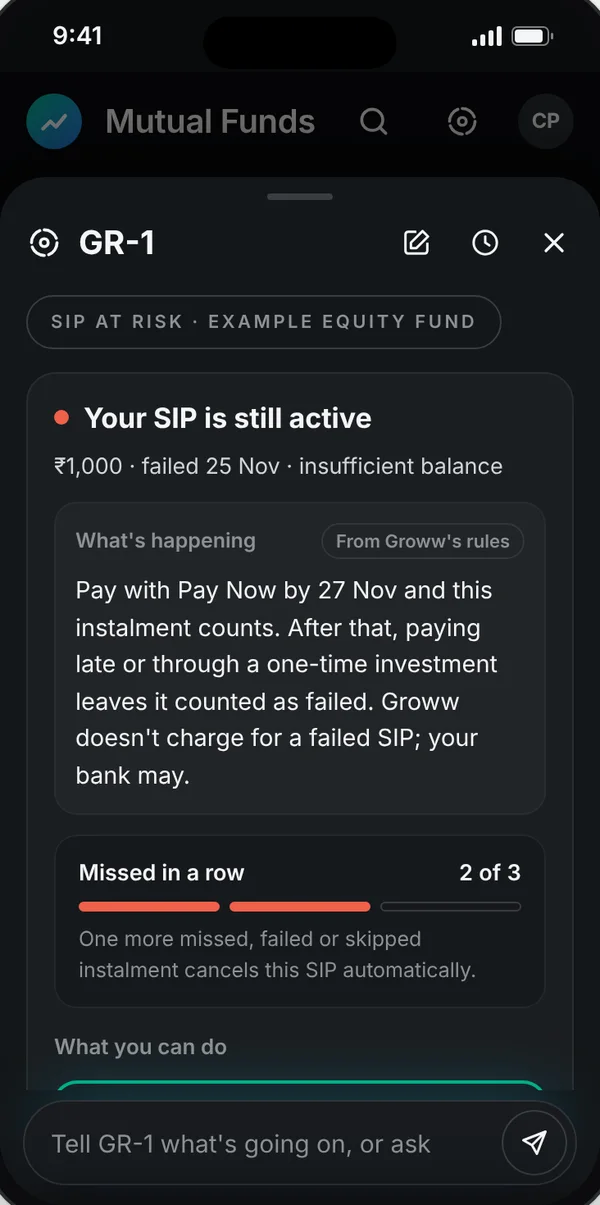 9:41
Mutual Funds
CP
GR-1
SIP AT RISK · EXAMPLE EQUITY FUND
Your SIP is still active
₹1,000 · failed 25 Nov · insufficient balance
What's happening
From Groww's rules
Pay with Pay Now by 27 Nov and this
instalment counts. After that, paying
late or through a one-time investment
leaves it counted as failed. Groww
doesn't charge for a failed SIP; your
bank may.
Missed in a row
2 of 3
One more missed, failed or skipped
instalment cancels this SIP automatically.
What you can do
Tell GR-1 what's going on, or ask